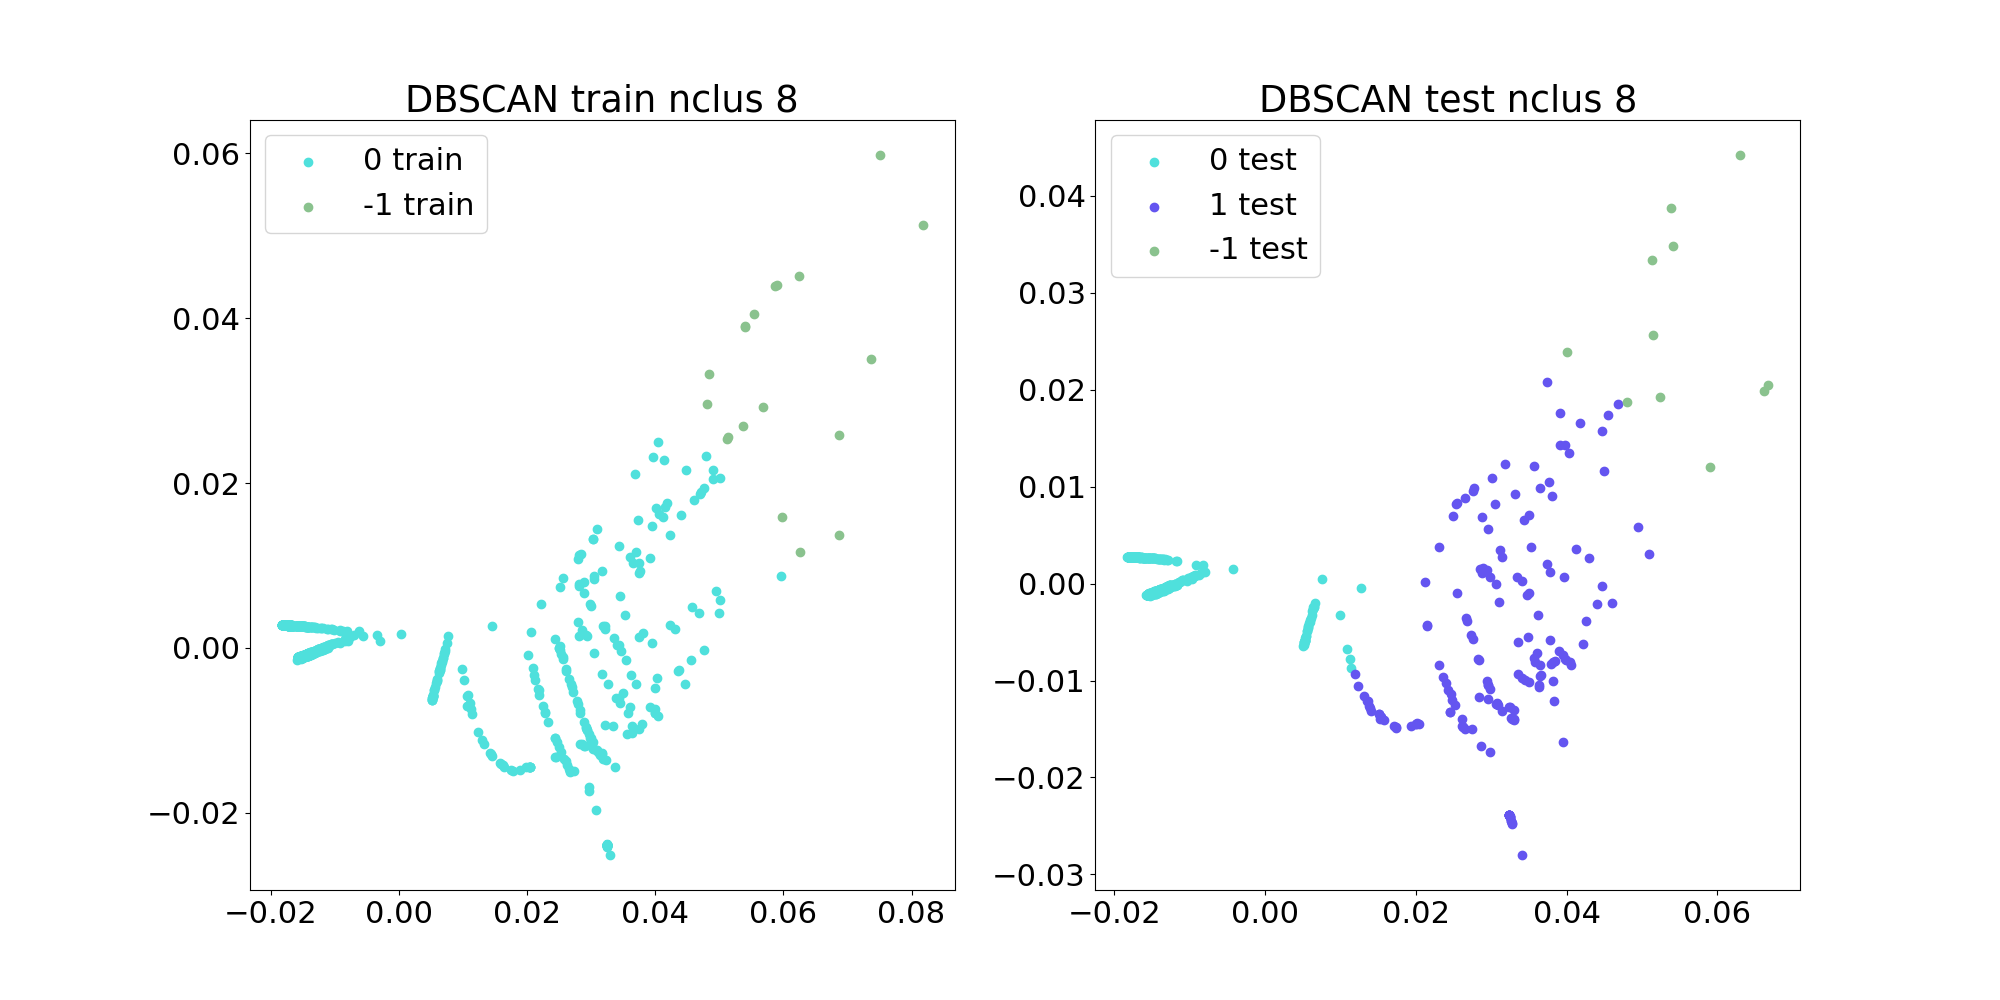 DBSCAN train nclus 8
0 train
-1 train
0.06
0.04
0.02
0.00
−0.02
−0.02 0.00 0.02 0.04 0.06 0.08
DBSCAN test nclus 8
0 test
1 test
-1 test
0.04
0.03
0.02
0.01
0.00
−0.01
−0.02
−0.03
−0.02 0.00 0.02 0.04 0.06